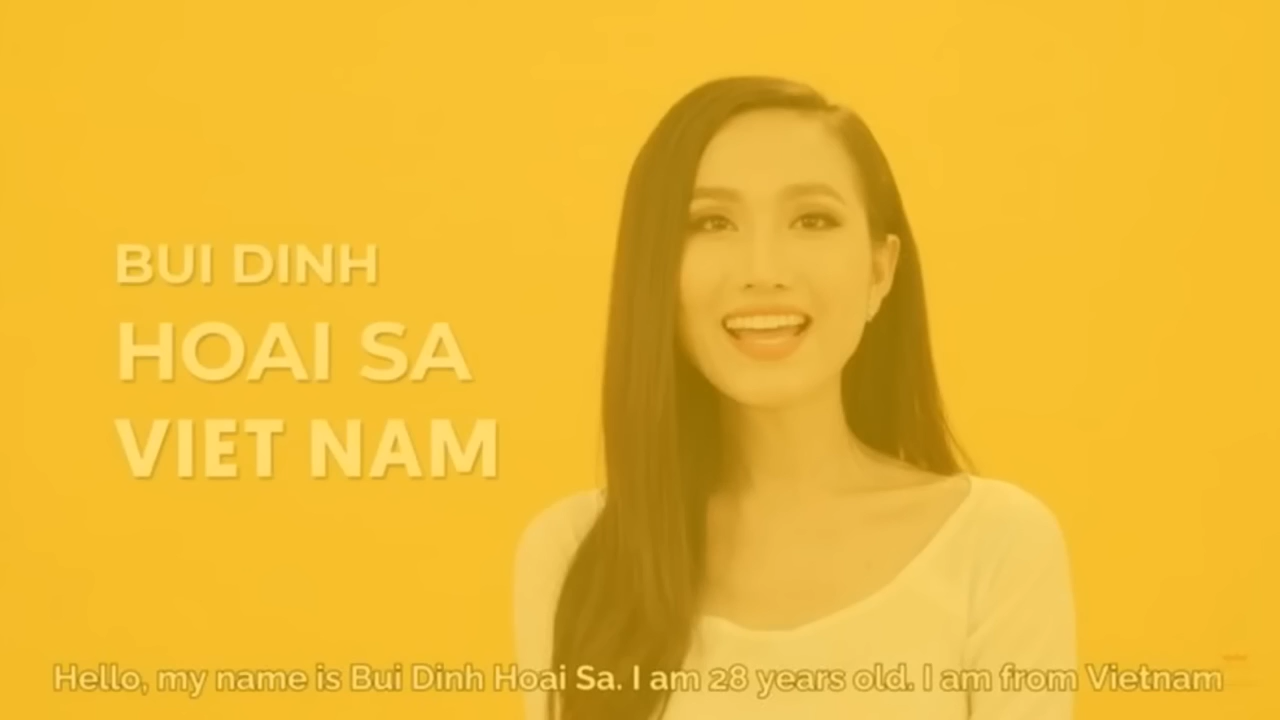 BUI DINH
HOAI SA
VIET NAM
Hello, my name is Bui Dinh Hoai Sa. I am 28 years old. I am from Vietnam